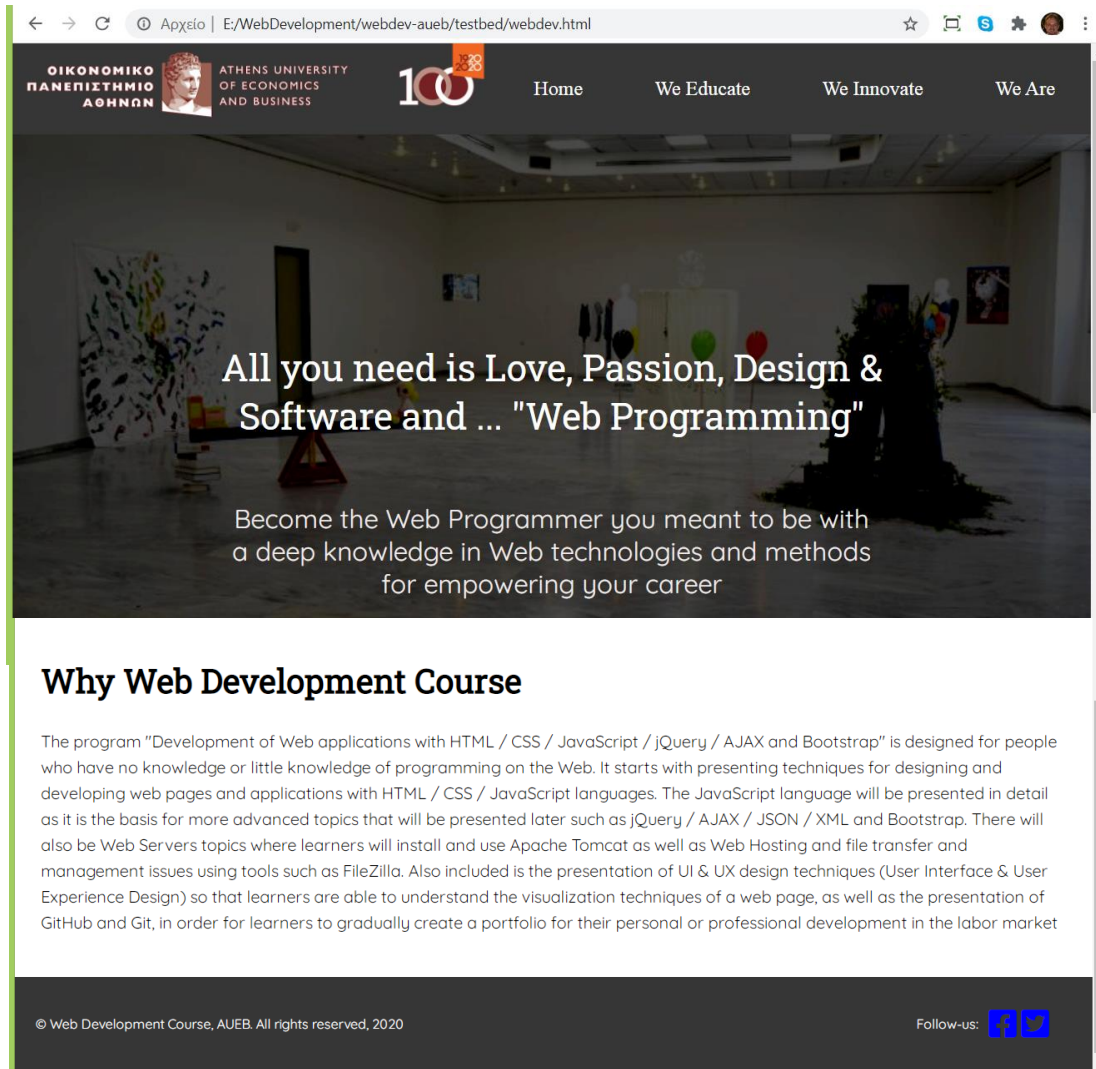 Αρχείο | E:/WebDevelopment/webdev-aueb/testbed/webdev.html
ΟΙΚΟΝΟΜΙΚΟ
ΠΑΝΕΠΙΣΤΗΜΙΟ
ΑΘΗΝΩΝ
ATHENS UNIVERSITY
OF ECONOMICS
AND BUSINESS
100
1920
2020
Home
We Educate
We Innovate
We Are
All you need is Love, Passion, Design &
Software and ... "Web Programming"
Become the Web Programmer you meant to be with
a deep knowledge in Web technologies and methods
for empowering your career
Why Web Development Course
The program "Development of Web applications with HTML / CSS / JavaScript / jQuery / AJAX and Bootstrap" is designed for people
who have no knowledge or little knowledge of programming on the Web. It starts with presenting techniques for designing and
developing web pages and applications with HTML / CSS / JavaScript languages. The JavaScript language will be presented in detail
as it is the basis for more advanced topics that will be presented later such as jQuery / AJAX / JSON / XML and Bootstrap. There will
also be Web Servers topics where learners will install and use Apache Tomcat as well as Web Hosting and file transfer and
management issues using tools such as FileZilla. Also included is the presentation of UI & UX design techniques (User Interface & User
Experience Design) so that learners are able to understand the visualization techniques of a web page, as well as the presentation of
GitHub and Git, in order for learners to gradually create a portfolio for their personal or professional development in the labor market
© Web Development Course, AUEB. All rights reserved, 2020
Follow-us: